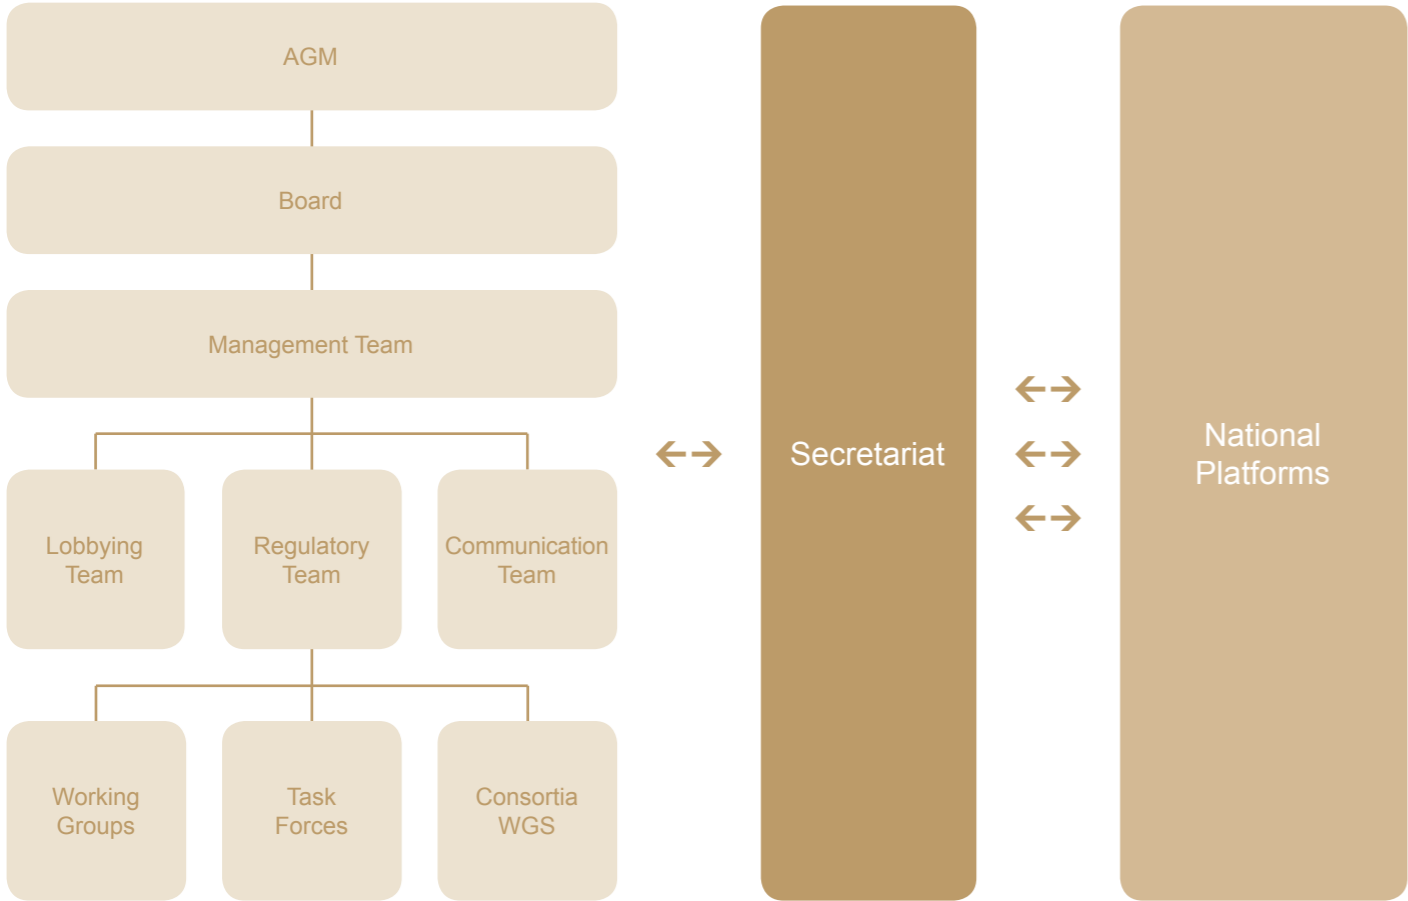 AGM
Board
Management Team
Lobbying
Team
Regulatory
Team
Communication
Team
Working
Groups
Task
Forces
Consortia
WGS
Secretariat
National
Platforms